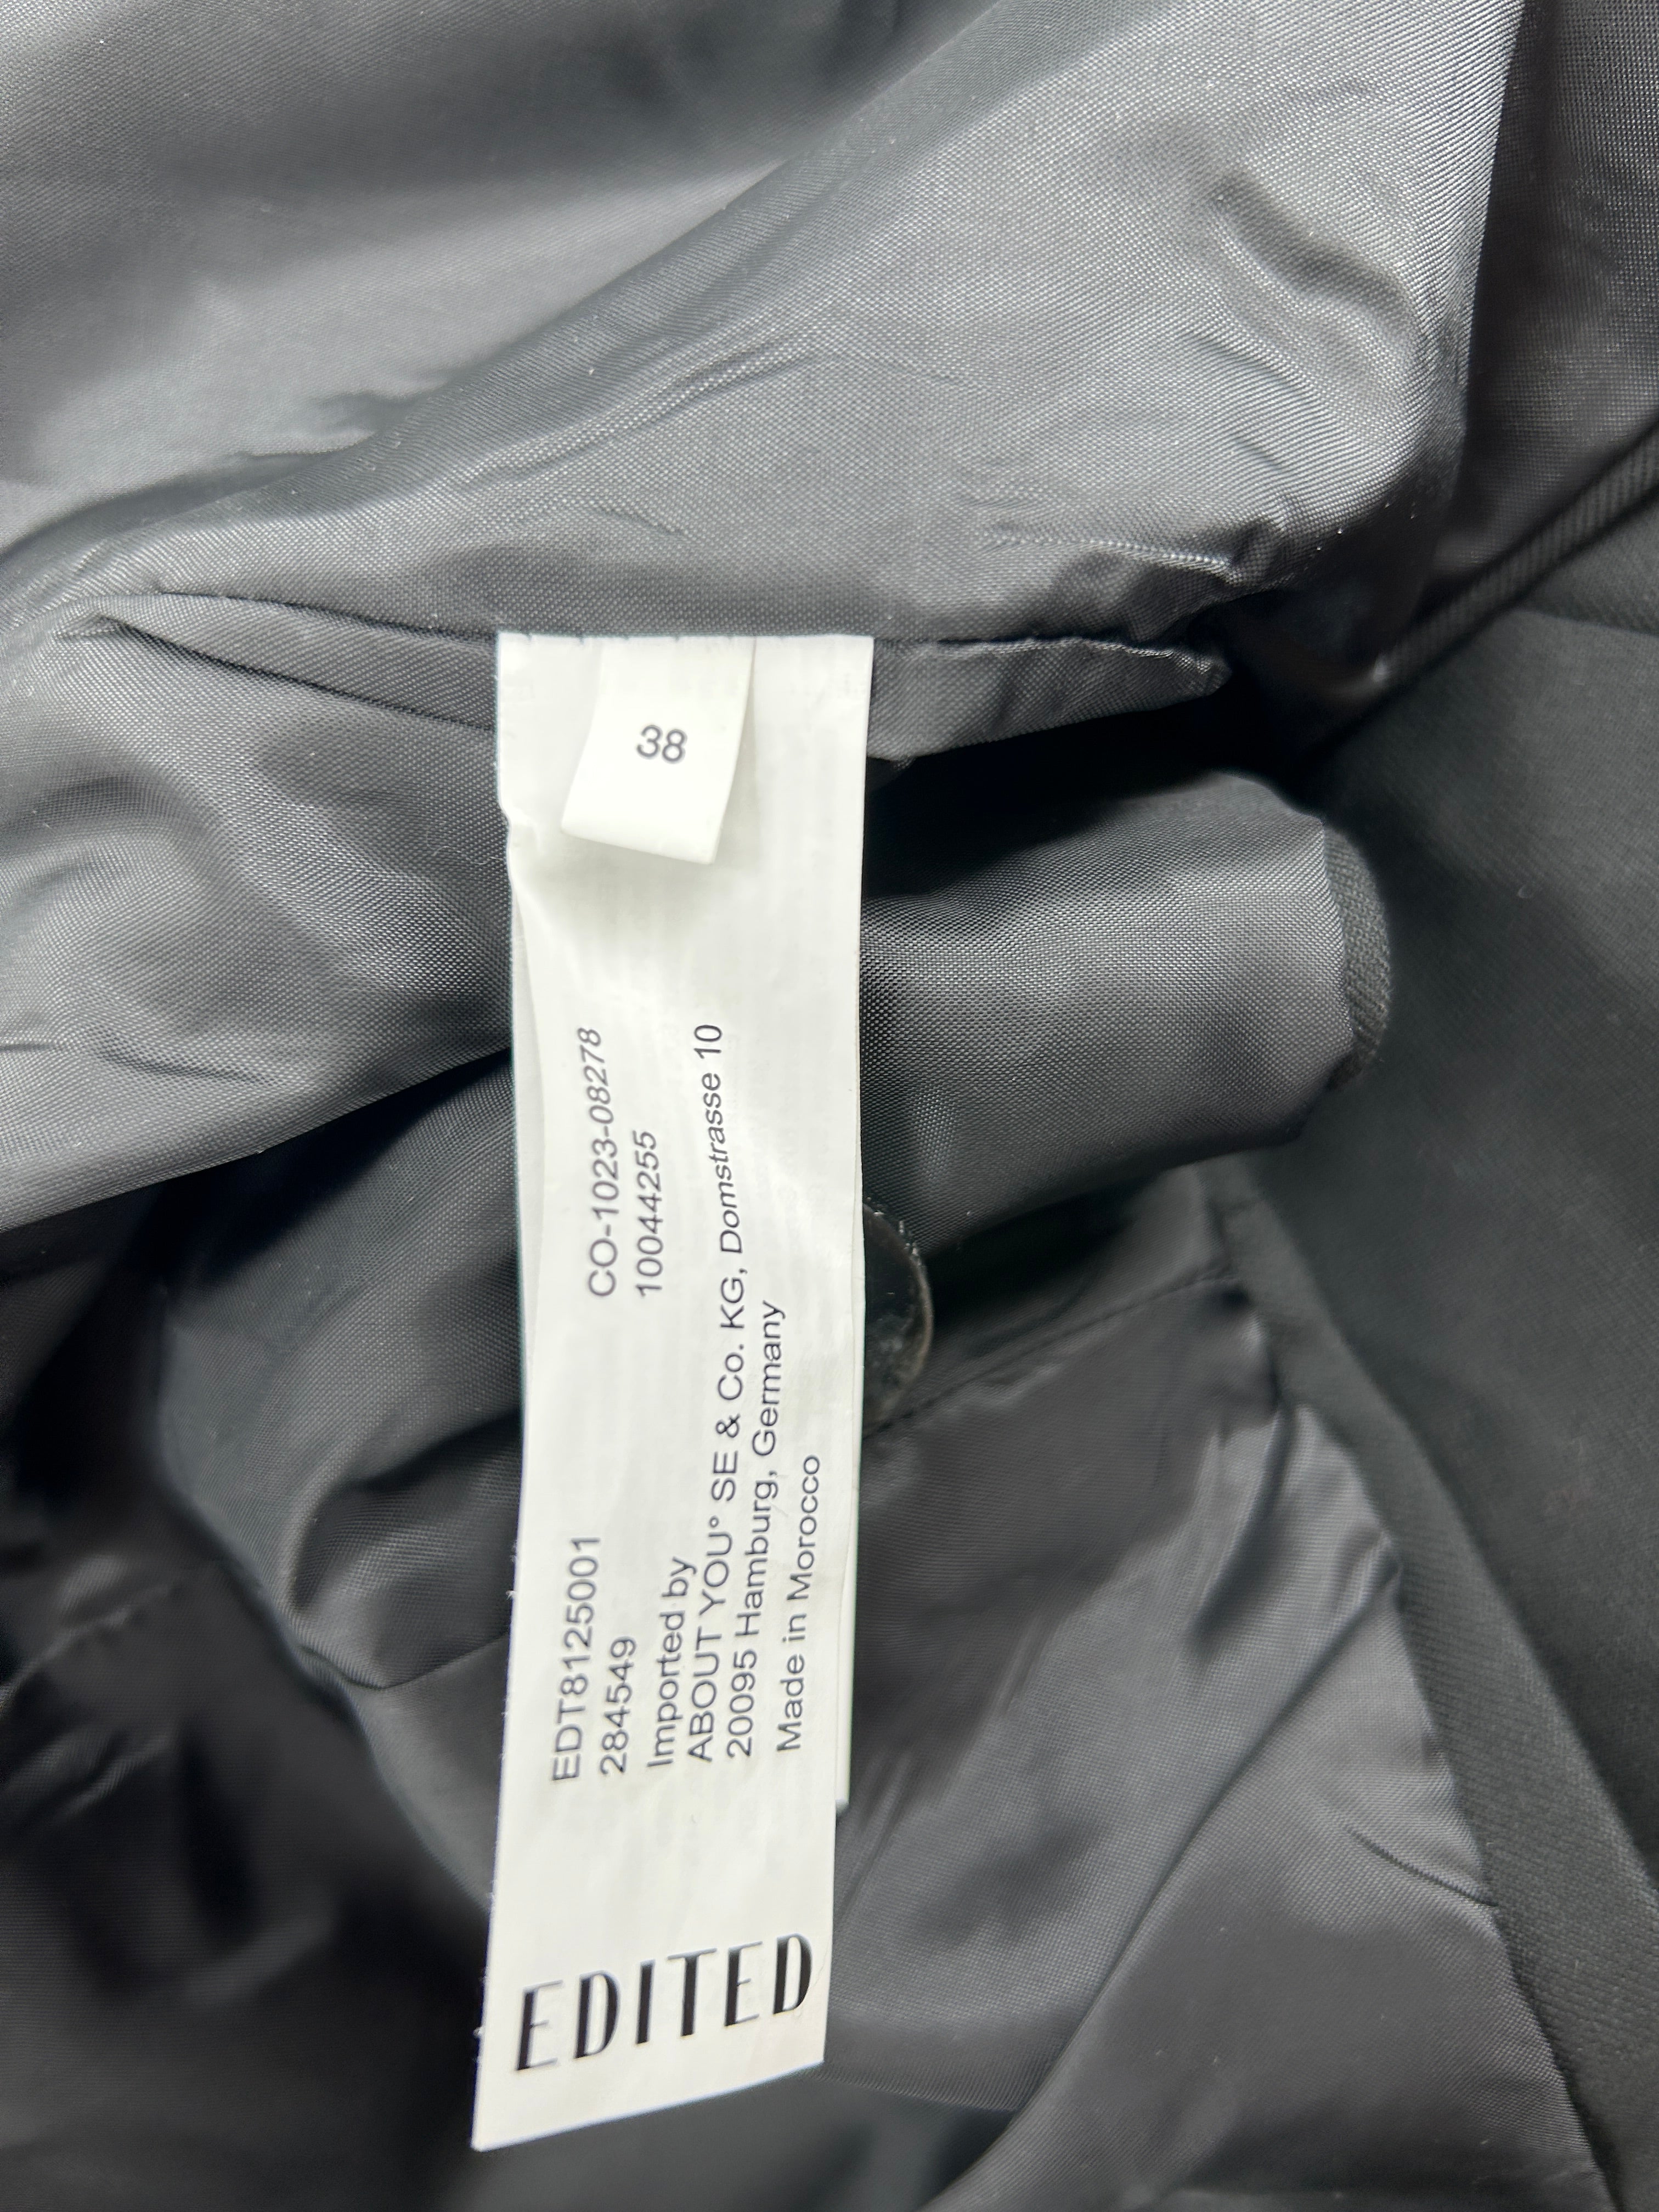 38
EDT8125001 CO-1023-08278
284549 10044255
Imported by
ABOUT YOU° SE & Co. KG, Domstrasse 10
20095 Hamburg, Germany
Made in Morocco
EDITED